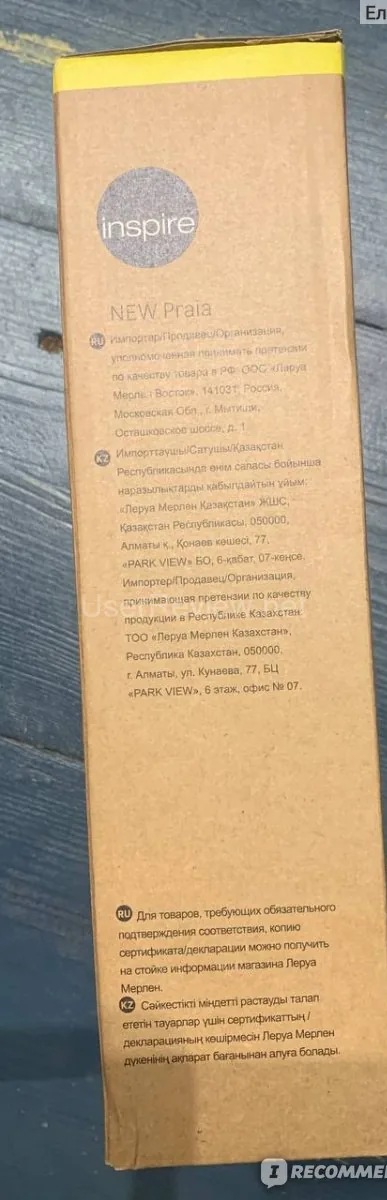 Ел
inspire
NEW Praia
RU Импортер/Продавец/Организация,
уполномоченная принимать претензии
по качеству товара в РФ: ООО «Леруа
Мерлен Восток», 141031, Россия,
Московская Обл., г. Мытищи,
Осташковское шоссе, д. 1
KZ Импорттаушы/Сатушы/Қазақстан
Республикасында өнім сапасы бойынша
наразылықтарды қабылдайтын ұйым:
«Леруа Мерлен Қазақстан» ЖШС,
Қазақстан Республикасы, 050000,
Алматы қ., Қонаев көшесі, 77,
«PARK VIEW» БО, 6-қабат, 07-кеңсе.
Импортер/Продавец/Организация,
принимающая претензии по качеству
продукции в Республике Казахстан:
ТОО «Леруа Мерлен Казахстан»,
Республика Казахстан, 050000,
г. Алматы, ул. Кунаева, 77, БЦ
«PARK VIEW», 6 этаж, офис № 07.
RU Для товаров, требующих обязательного
подтверждения соответствия, копию
сертификата/декларации можно получить
на стойке информации магазина Леруа
Мерлен.
KZ Сәйкестікті міндетті растауды талап
ететін тауарлар үшін сертификаттың /
декларацияның көшірмесін Леруа Мерлен
дүкенінің ақпарат бағанынан алуға болады.
I RECOMME